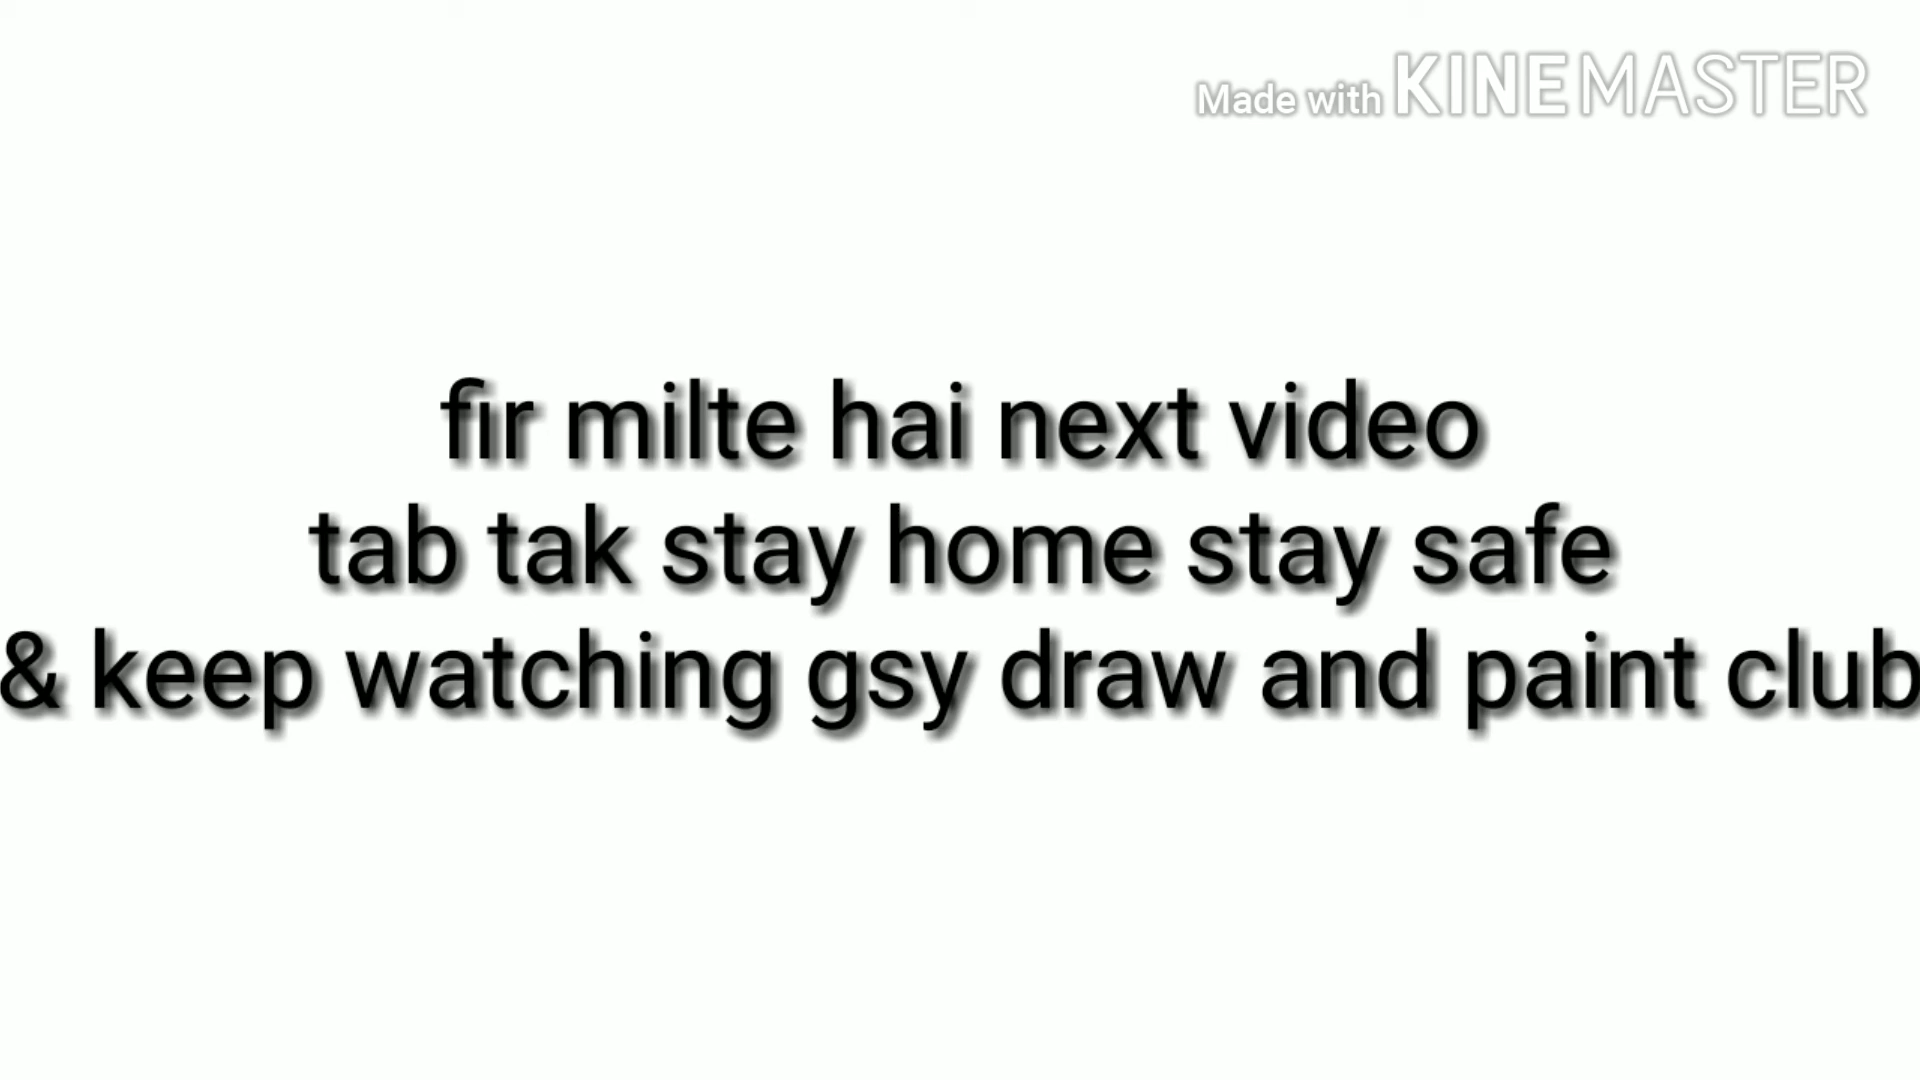 Made with KINEMASTER
fir milte hai next video
tab tak stay home stay safe
& keep watching gsy draw and paint club